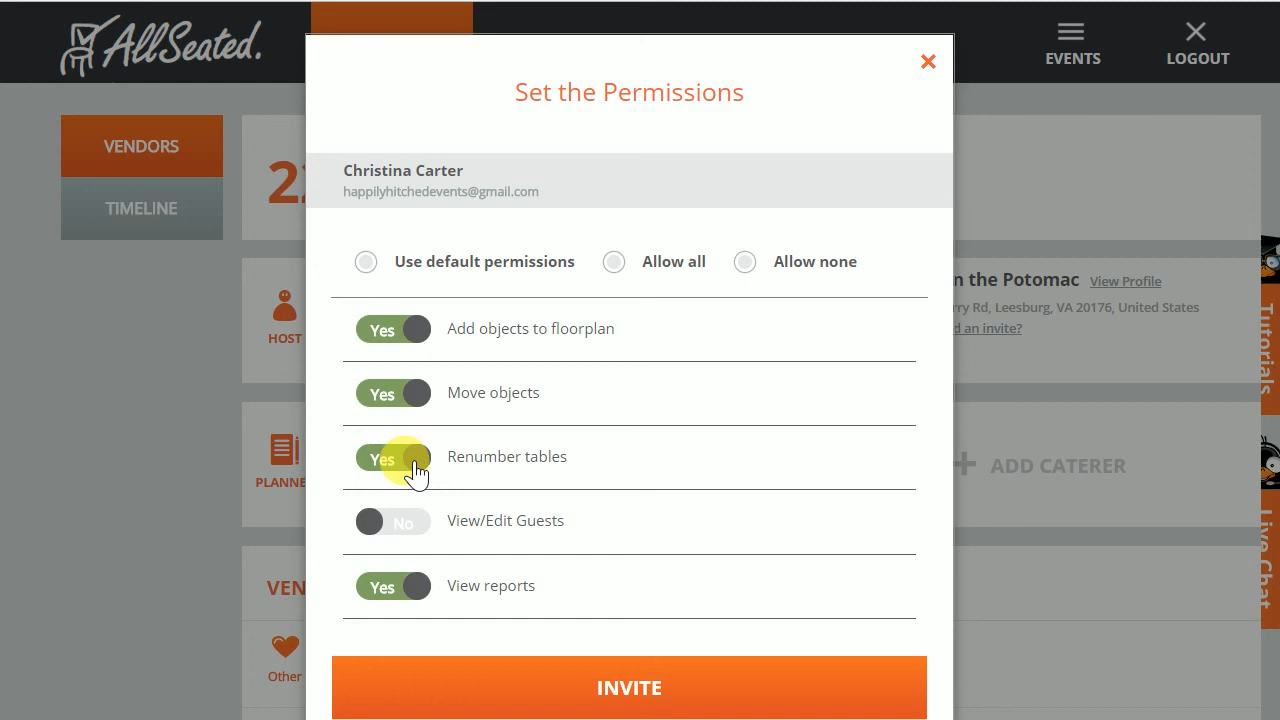 AllSeated.
EVENTS
LOGOUT
Set the Permissions
VENDORS
TIMELINE
Christina Carter
happilyhitchedevents@gmail.com
Use default permissions
Allow all
Allow none
n the Potomac View Profile
rry Rd, Leesburg, VA 20176, United States
d an invite?
HOST
Yes Add objects to floorplan
Yes Move objects
Yes Renumber tables
No View/Edit Guests
Yes View reports
PLANNE
ADD CATERER
VEN
Other
INVITE
Tutorials
Live Chat